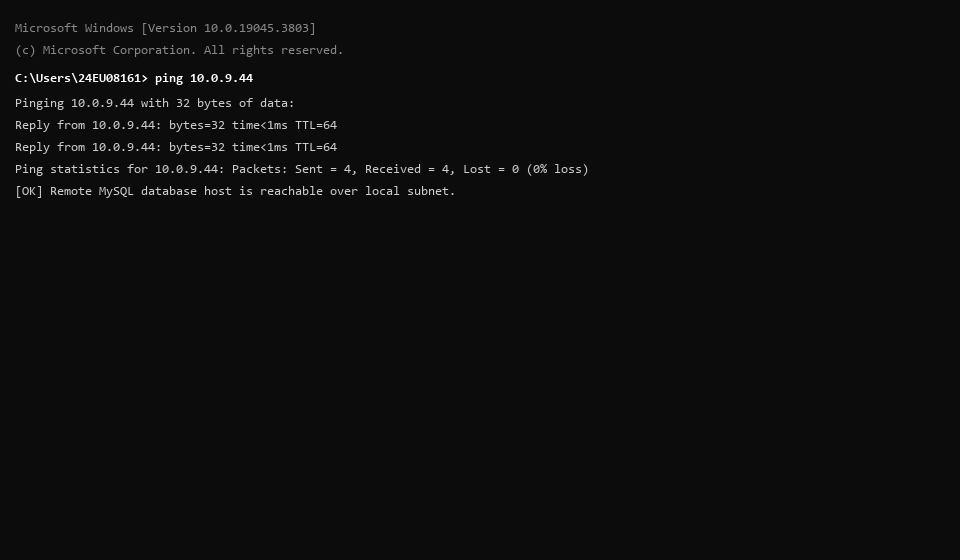 Microsoft Windows [Version 10.0.19045.3803]
(c) Microsoft Corporation. All rights reserved.
C:\Users\24EU08161> ping 10.0.9.44
Pinging 10.0.9.44 with 32 bytes of data:
Reply from 10.0.9.44: bytes=32 time<1ms TTL=64
Reply from 10.0.9.44: bytes=32 time<1ms TTL=64
Ping statistics for 10.0.9.44: Packets: Sent = 4, Received = 4, Lost = 0 (0% loss)
[OK] Remote MySQL database host is reachable over local subnet.